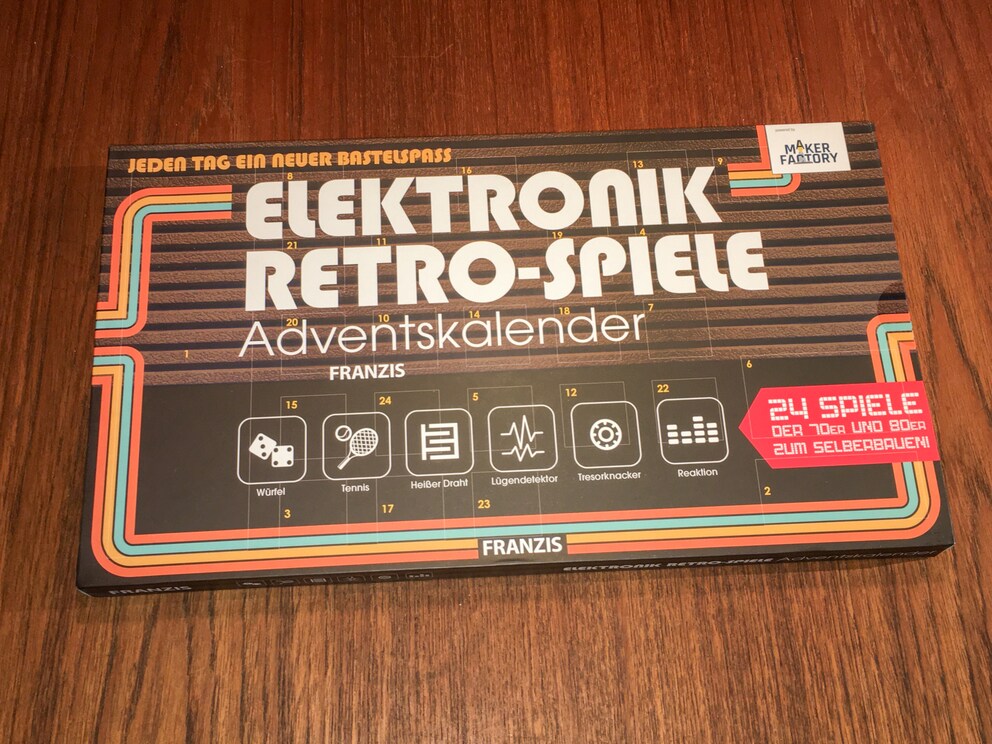 powered by
MAKER
FACTORY
JEDEN TAG EIN NEUER BASTELSPASS
8
16
13
9
ELEKTRONIK
21
11
19
4
RETRO-SPIELE
20
10
14
18
7
Adventskalender
1
FRANZIS
6
15
24
5
12
22
24 SPIELE
DER 70ER UND 80ER
ZUM SELBERBAUEN!
Würfel
Tennis
Heißer Draht
Lügendetektor
Tresorknacker
Reaktion
3
17
23
2
FRANZIS
FRANZIS
ELEKTRONIK RETRO-SPIELE Adventskalender